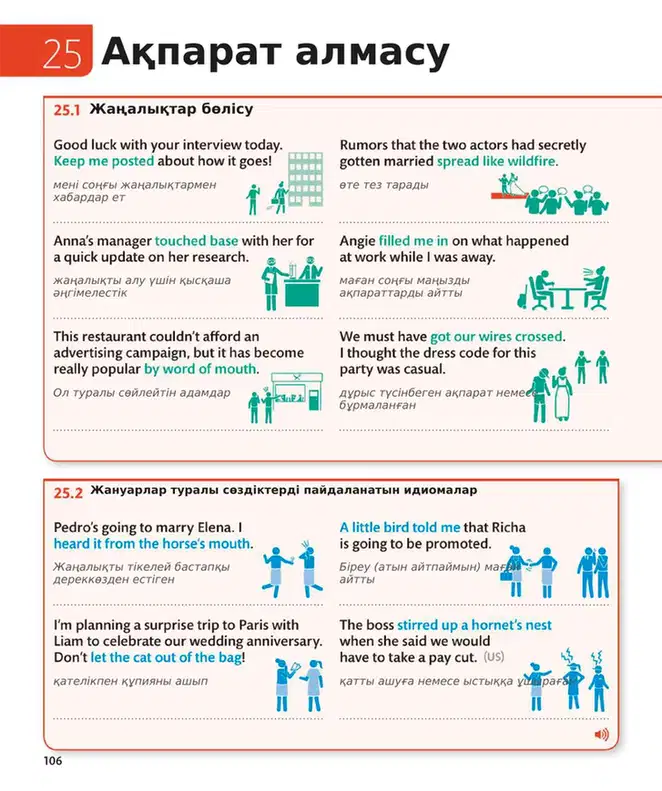 25 Ақпарат алмасу
25.1 Жаңалықтар бөлісу
Good luck with your interview today.
Keep me posted about how it goes!
мені соңғы жаңалықтармен
хабардар ет
Rumors that the two actors had secretly
gotten married spread like wildfire.
өте тез тарады
Anna's manager touched base with her for
a quick update on her research.
жаңалықты алу үшін қысқаша
әңгімелестік
Angie filled me in on what happened
at work while I was away.
маған соңғы маңызды
ақпараттарды айтты
This restaurant couldn't afford an
advertising campaign, but it has become
really popular by word of mouth.
Ол туралы сөйлейтін адамдар
We must have got our wires crossed.
I thought the dress code for this
party was casual.
дұрыс түсінбеген ақпарат немесе
бұрмаланған
25.2 Жануарлар туралы сөздіктерді пайдаланатын идиомалар
Pedro's going to marry Elena. I
heard it from the horse's mouth.
Жаңалықты тікелей бастапқы
дереккөзден естіген
A little bird told me that Richa
is going to be promoted.
Біреу (атын айтпаймын) маған
айтты
I'm planning a surprise trip to Paris with
Liam to celebrate our wedding anniversary.
Don't let the cat out of the bag!
қателікпен құпияны ашып
The boss stirred up a hornet's nest
when she said we would
have to take a pay cut. (US)
қатты ашуға немесе ыстыққа ұшыраған
106